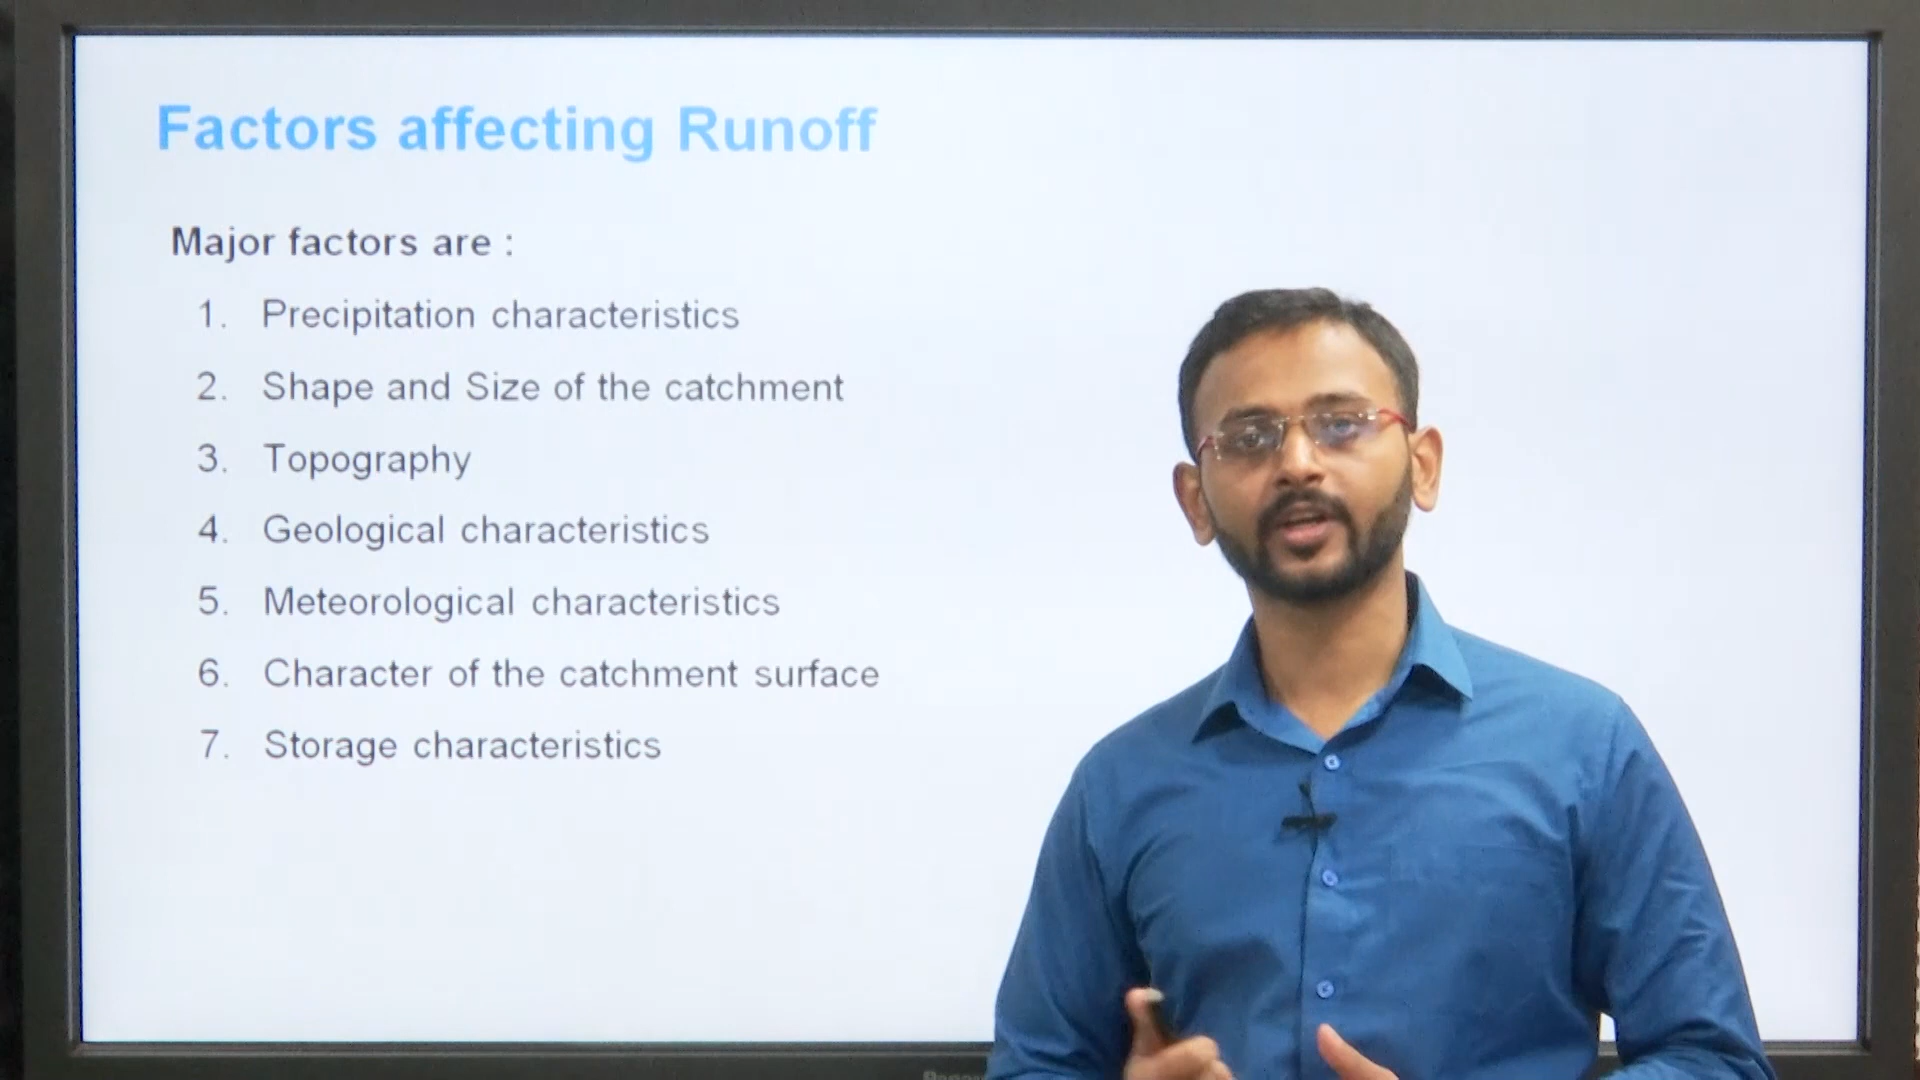 Factors affecting Runoff
Major factors are :
1. Precipitation characteristics
2. Shape and Size of the catchment
3. Topography
4. Geological characteristics
5. Meteorological characteristics
6. Character of the catchment surface
7. Storage characteristics